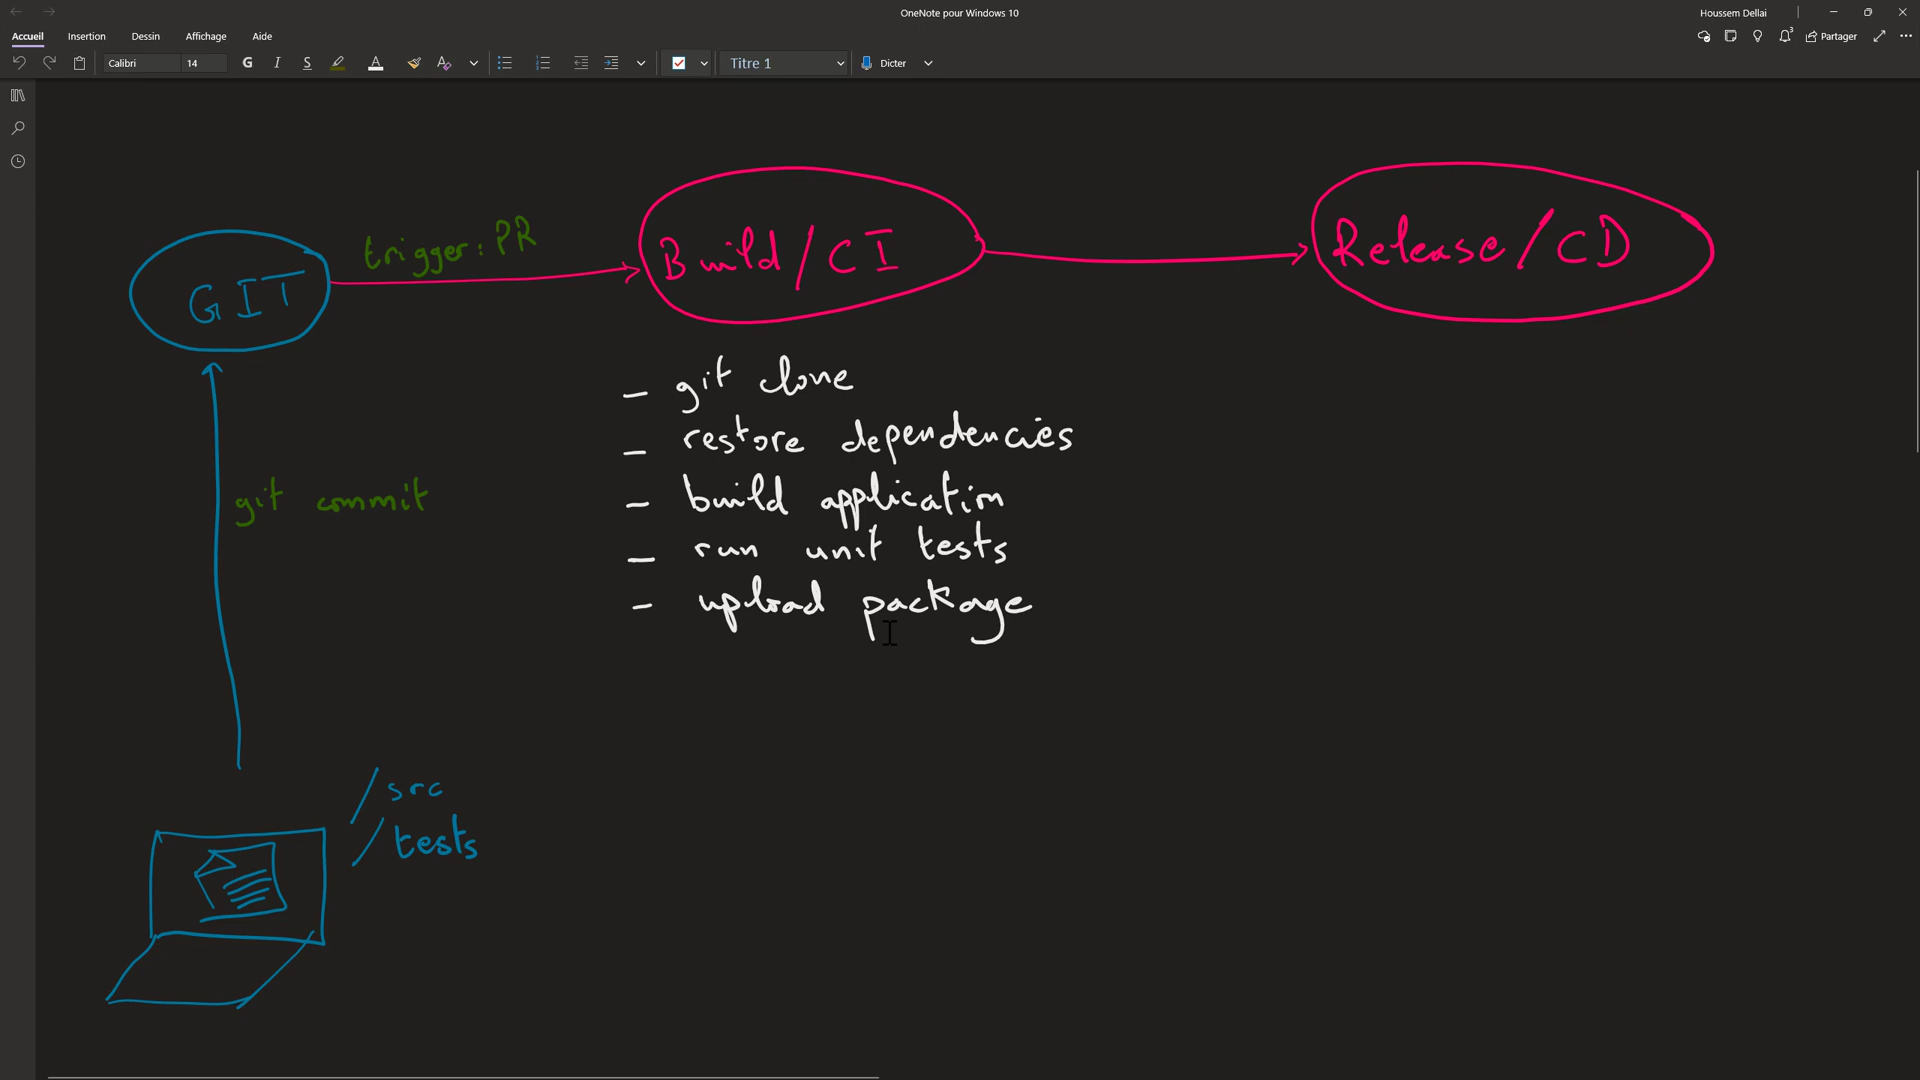 OneNote pour Windows 10
Houssem Dellai
Accueil Insertion Dessin Affichage Aide
3
Partager
Calibri 14 G I S A A Titre 1 Dicter
GIT
trigger: PR
Build/CI
Release/CD
- git clone
- restore dependencies
- build application
- run unit tests
- upload package
git commit
/src
/tests